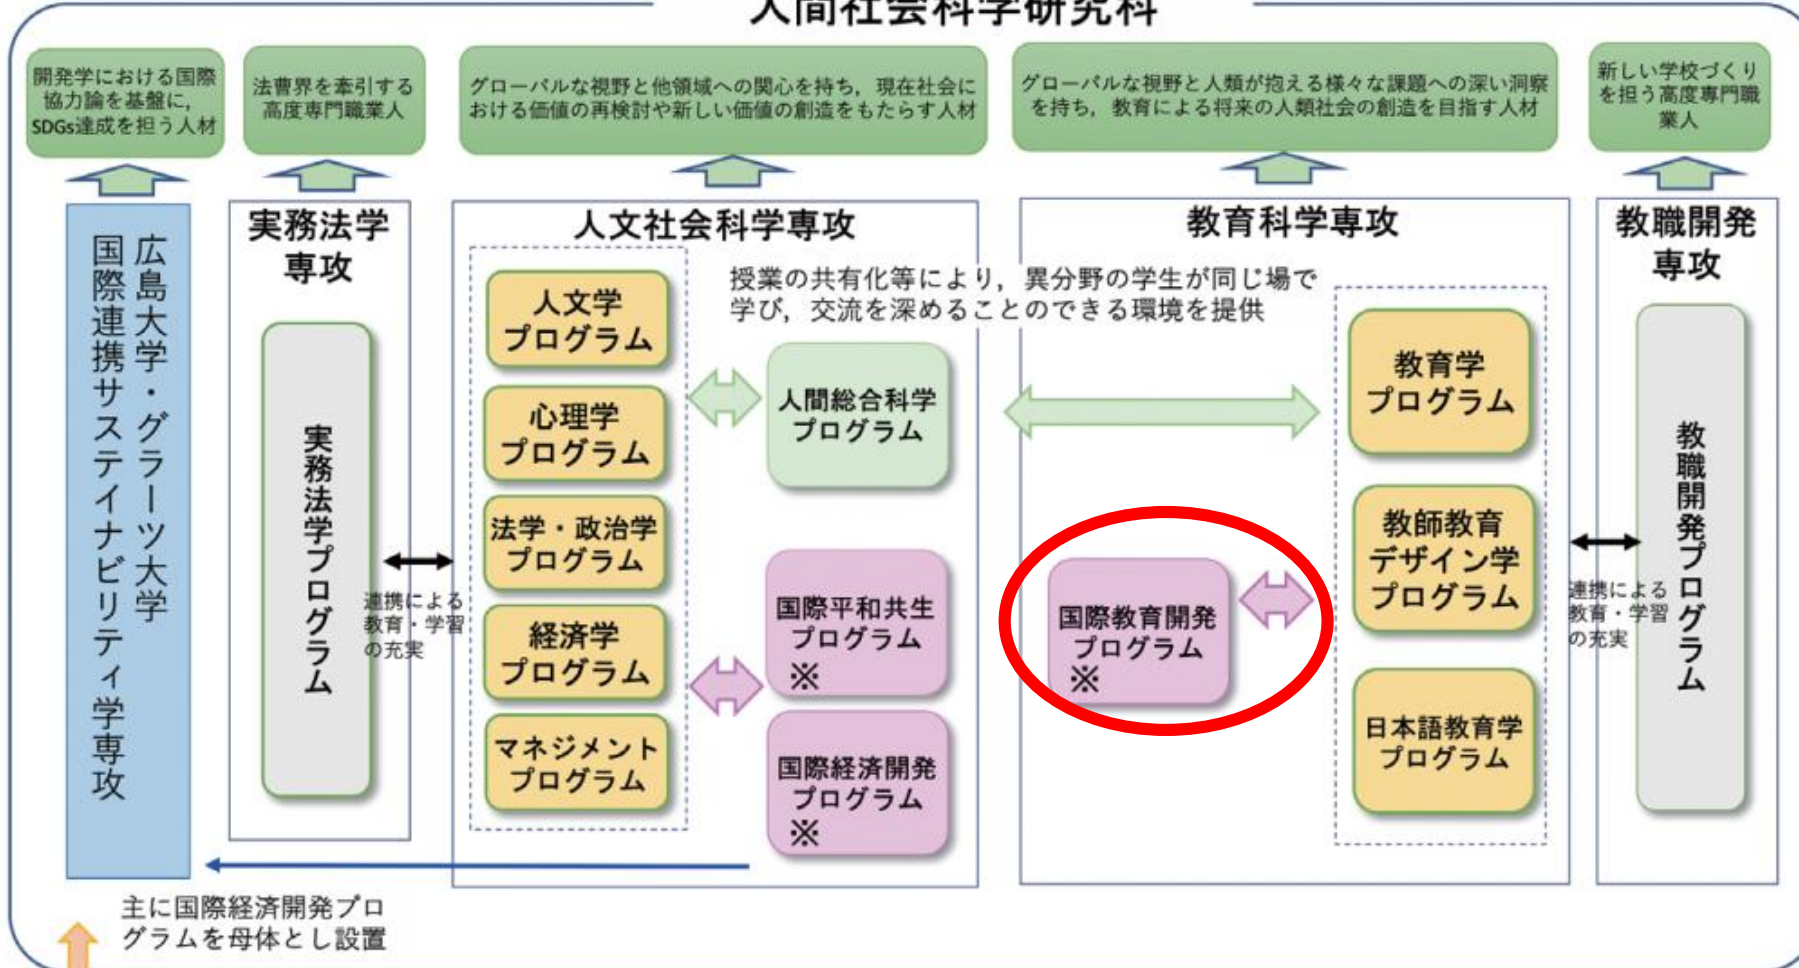 人間社会科学研究科
開発学における国際
協力論を基盤に，
SDGs達成を担う人材
法曹界を牽引する
高度専門職業人
グローバルな視野と他領域への関心を持ち，現在社会に
おける価値の再検討や新しい価値の創造をもたらす人材
グローバルな視野と人類が抱える様々な課題への深い洞察
を持ち，教育による将来の人類社会の創造を目指す人材
新しい学校づくり
を担う高度専門職
業人
広島大学・グラーツ大学
国際連携サステイナビリティ学専攻
実務法学
専攻
実務法学プログラム
連携による
教育・学習
の充実
人文社会科学専攻
授業の共有化等により，異分野の学生が同じ場で
学び，交流を深めることのできる環境を提供
人文学
プログラム
心理学
プログラム
法学・政治学
プログラム
経済学
プログラム
マネジメント
プログラム
人間総合科学
プログラム
国際平和共生
プログラム
※
国際経済開発
プログラム
※
教育科学専攻
国際教育開発
プログラム
※
教育学
プログラム
教師教育
デザイン学
プログラム
日本語教育学
プログラム
連携による
教育・学習
の充実
教職開発
専攻
教職開発プログラム
主に国際経済開発プロ
グラムを母体とし設置